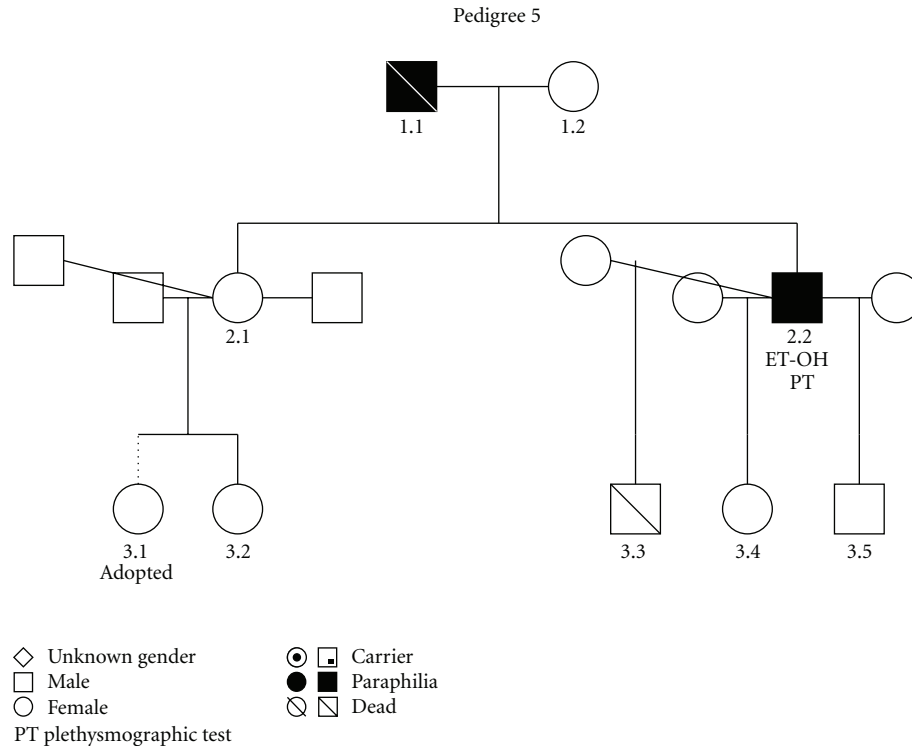 Pedigree 5
1.1
1.2
2.1
2.2
ET-OH
PT
3.1
Adopted
3.2
3.3
3.4
3.5
Unknown gender
Male
Female
PT plethysmographic test
Carrier
Paraphilia
Dead